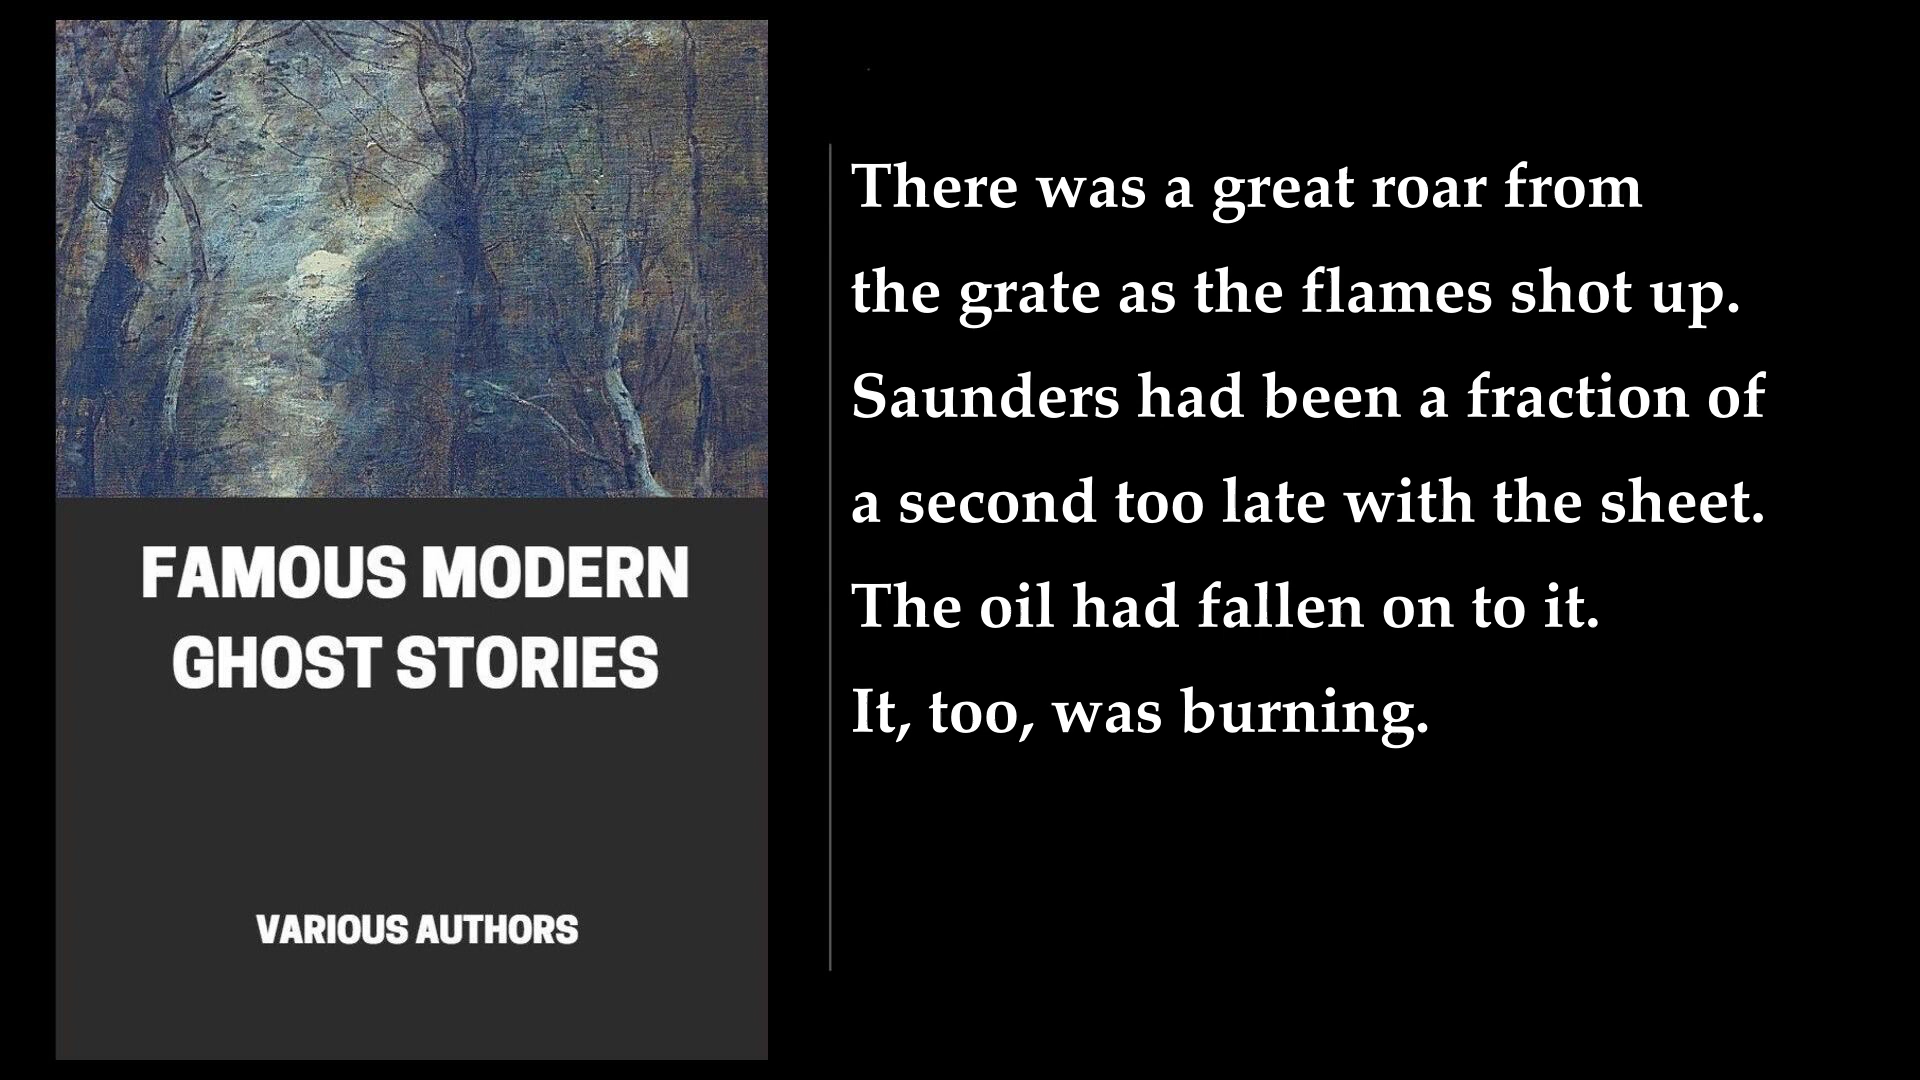 FAMOUS MODERN
GHOST STORIES
VARIOUS AUTHORS
There was a great roar from
the grate as the flames shot up.
Saunders had been a fraction of
a second too late with the sheet.
The oil had fallen on to it.
It, too, was burning.